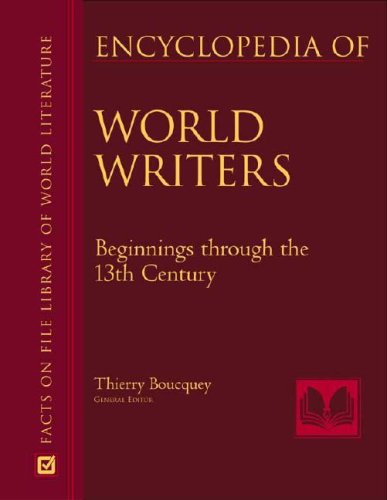 ENCYCLOPEDIA OF
WORLD
WRITERS
Beginnings through the
13th Century
Thierry Boucquey
GENERAL EDITOR
FACTS ON FILE LIBRARY OF WORLD LITERATURE